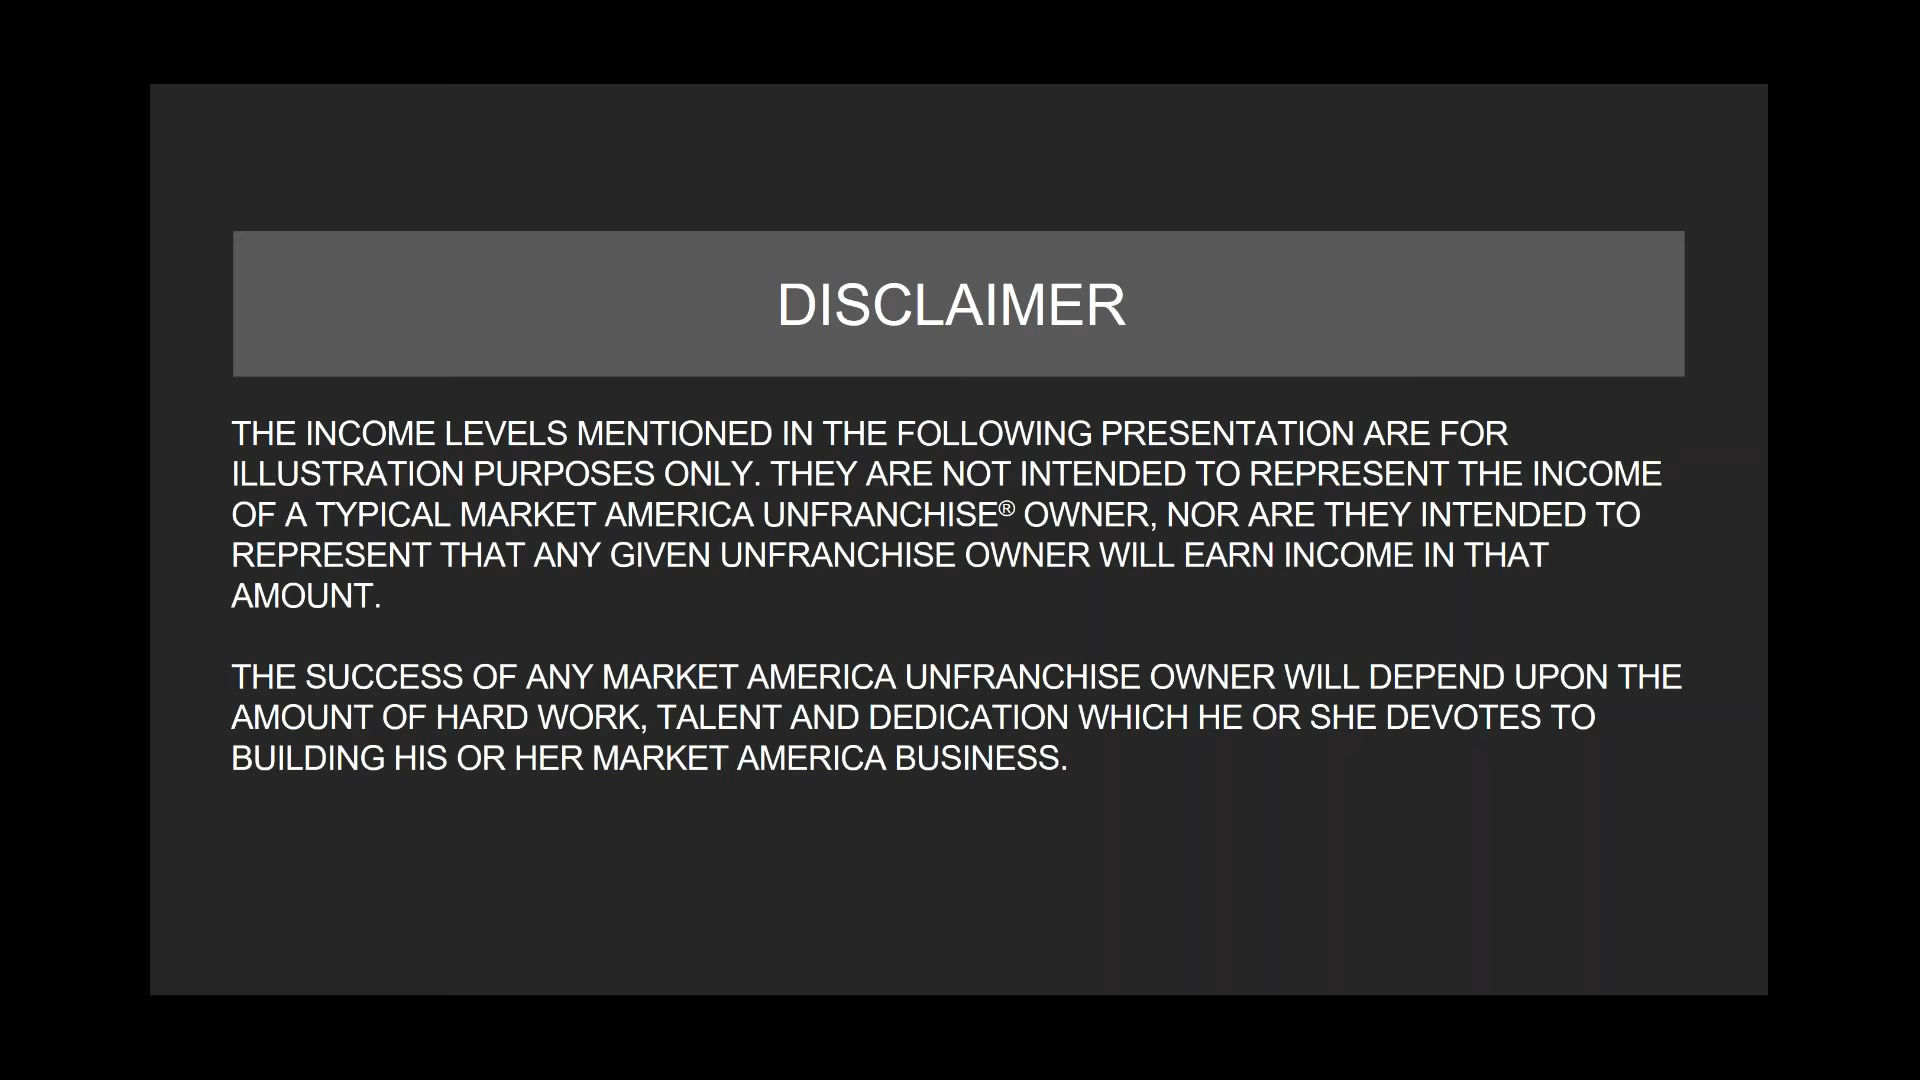 DISCLAIMER
THE INCOME LEVELS MENTIONED IN THE FOLLOWING PRESENTATION ARE FOR
ILLUSTRATION PURPOSES ONLY. THEY ARE NOT INTENDED TO REPRESENT THE INCOME
OF A TYPICAL MARKET AMERICA UNFRANCHISE® OWNER, NOR ARE THEY INTENDED TO
REPRESENT THAT ANY GIVEN UNFRANCHISE OWNER WILL EARN INCOME IN THAT
AMOUNT.
THE SUCCESS OF ANY MARKET AMERICA UNFRANCHISE OWNER WILL DEPEND UPON THE
AMOUNT OF HARD WORK, TALENT AND DEDICATION WHICH HE OR SHE DEVOTES TO
BUILDING HIS OR HER MARKET AMERICA BUSINESS.